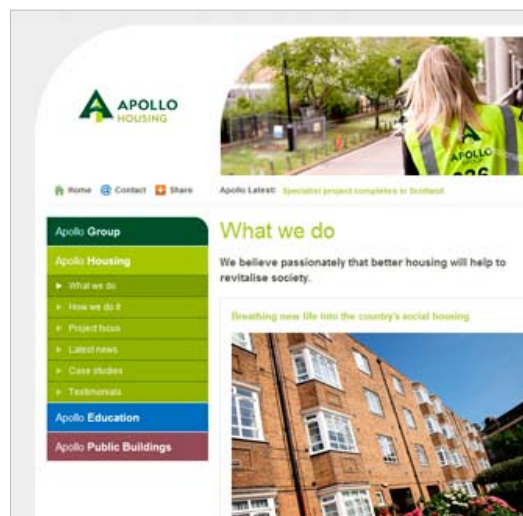 APOLLO
HOUSING
APOLLO
Home
Contact
Share
Apollo Latest: Specialist project completes in Scotland
Apollo Group
Apollo Housing
What we do
How we do it
Project focus
Latest news
Case studies
Testimonials
Apollo Education
Apollo Public Buildings
What we do
We believe passionately that better housing will help to
revitalise society.
Breathing new life into the country's social housing